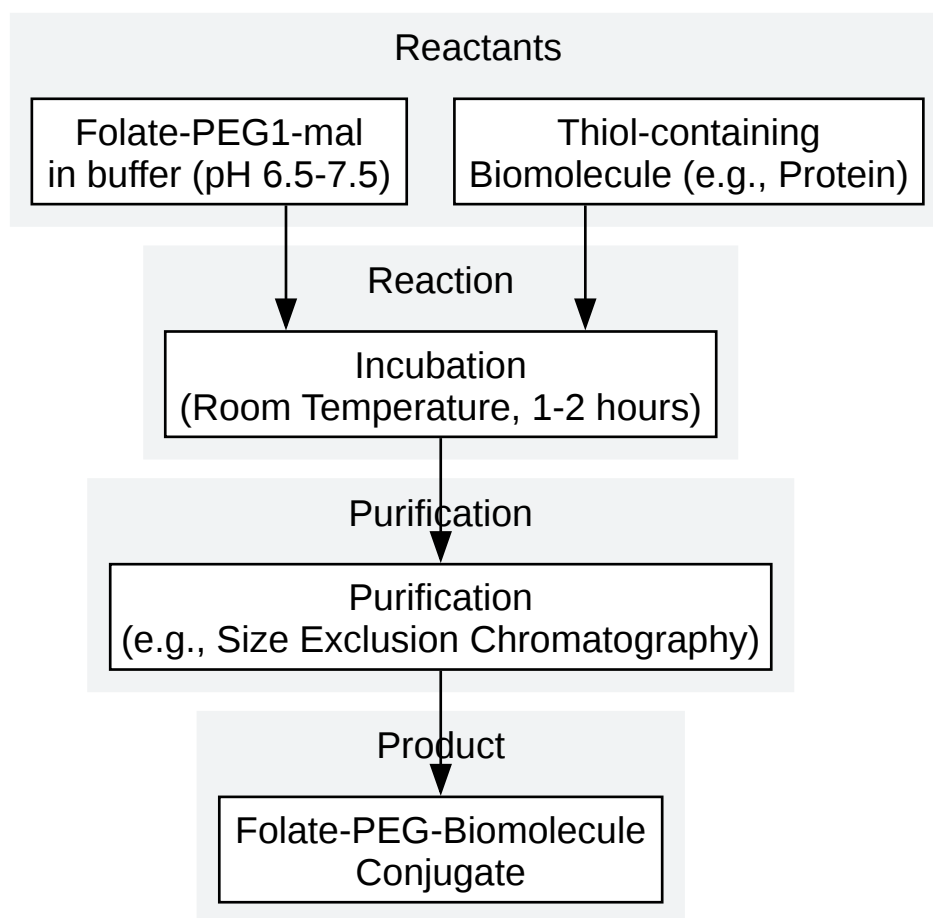 Reactants
Folate-PEG1-mal
in buffer (pH 6.5-7.5)
Thiol-containing
Biomolecule (e.g., Protein)
Reaction
Incubation
(Room Temperature, 1-2 hours)
Purification
Purification
(e.g., Size Exclusion Chromatography)
Product
Folate-PEG-Biomolecule
Conjugate